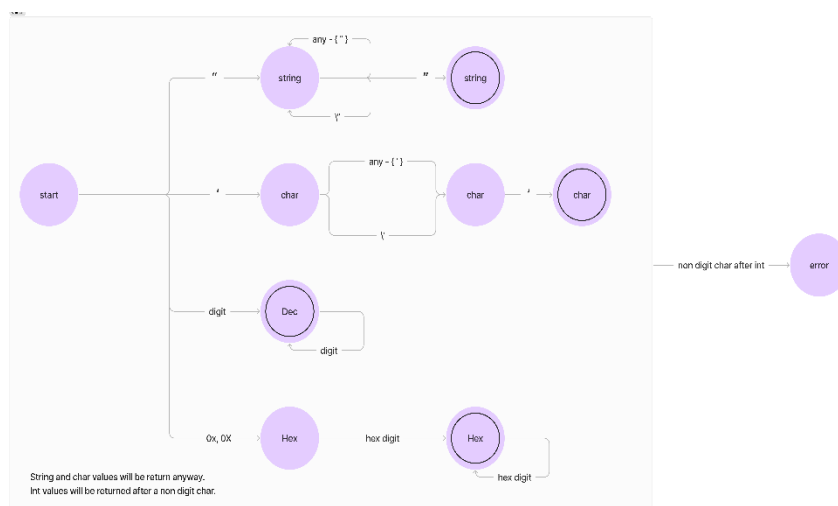 any - { " }
“
string
”
string
\"
any - { ' }
start
‘
char
char
‘
char
\'
non digit char after int
error
digit
Dec
digit
0x, 0X
Hex
hex digit
Hex
hex digit
String and char values will be return anyway.
Int values will be returned after a non digit char.